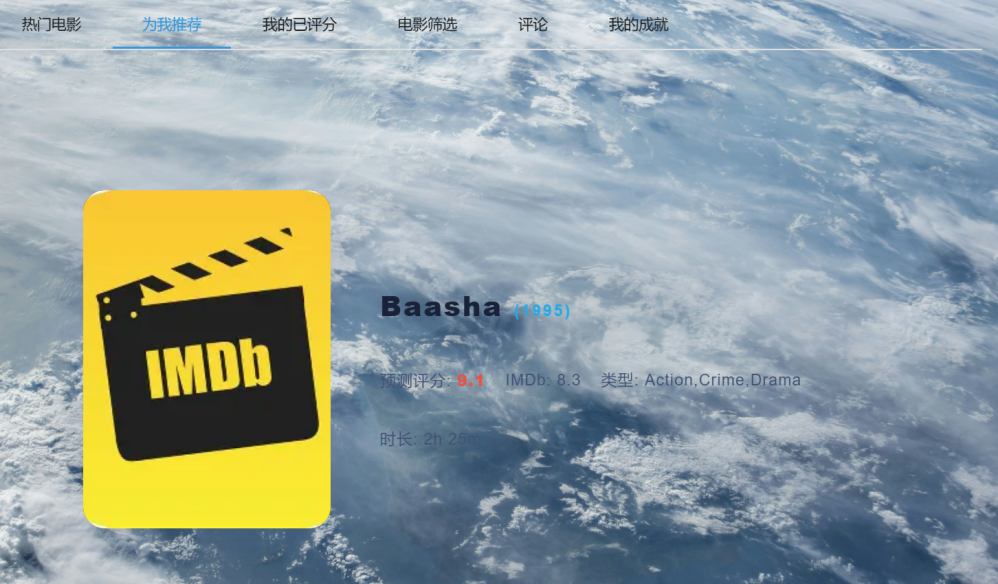 热门电影 为我推荐 我的已评分 电影筛选 评论 我的成就
IMDb
Baasha (1995)
预测评分: 9.1 IMDb: 8.3 类型: Action,Crime,Drama
时长: 2h 25